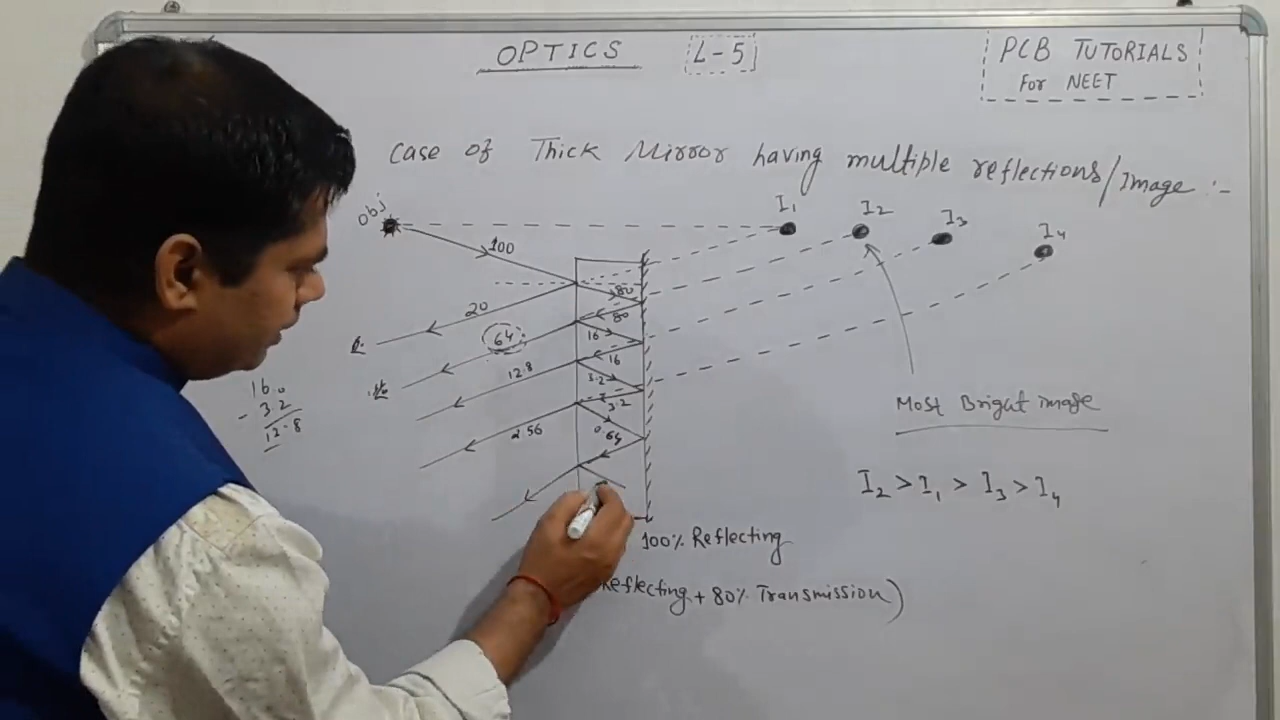 OPTICS
L-5
PCB TUTORIALS
For NEET
Case of Thick Mirror having multiple reflections/Image :-
Obj
I₁
I₂
I₃
I₄
100
20
80
80
64
16
16
12.8
3.2
3.2
2.56
0.64
16.0
- 3.2
12.8
Most Bright image
I₂ > I₁ > I₃ > I₄
100% Reflecting
Reflecting + 80% Transmission)